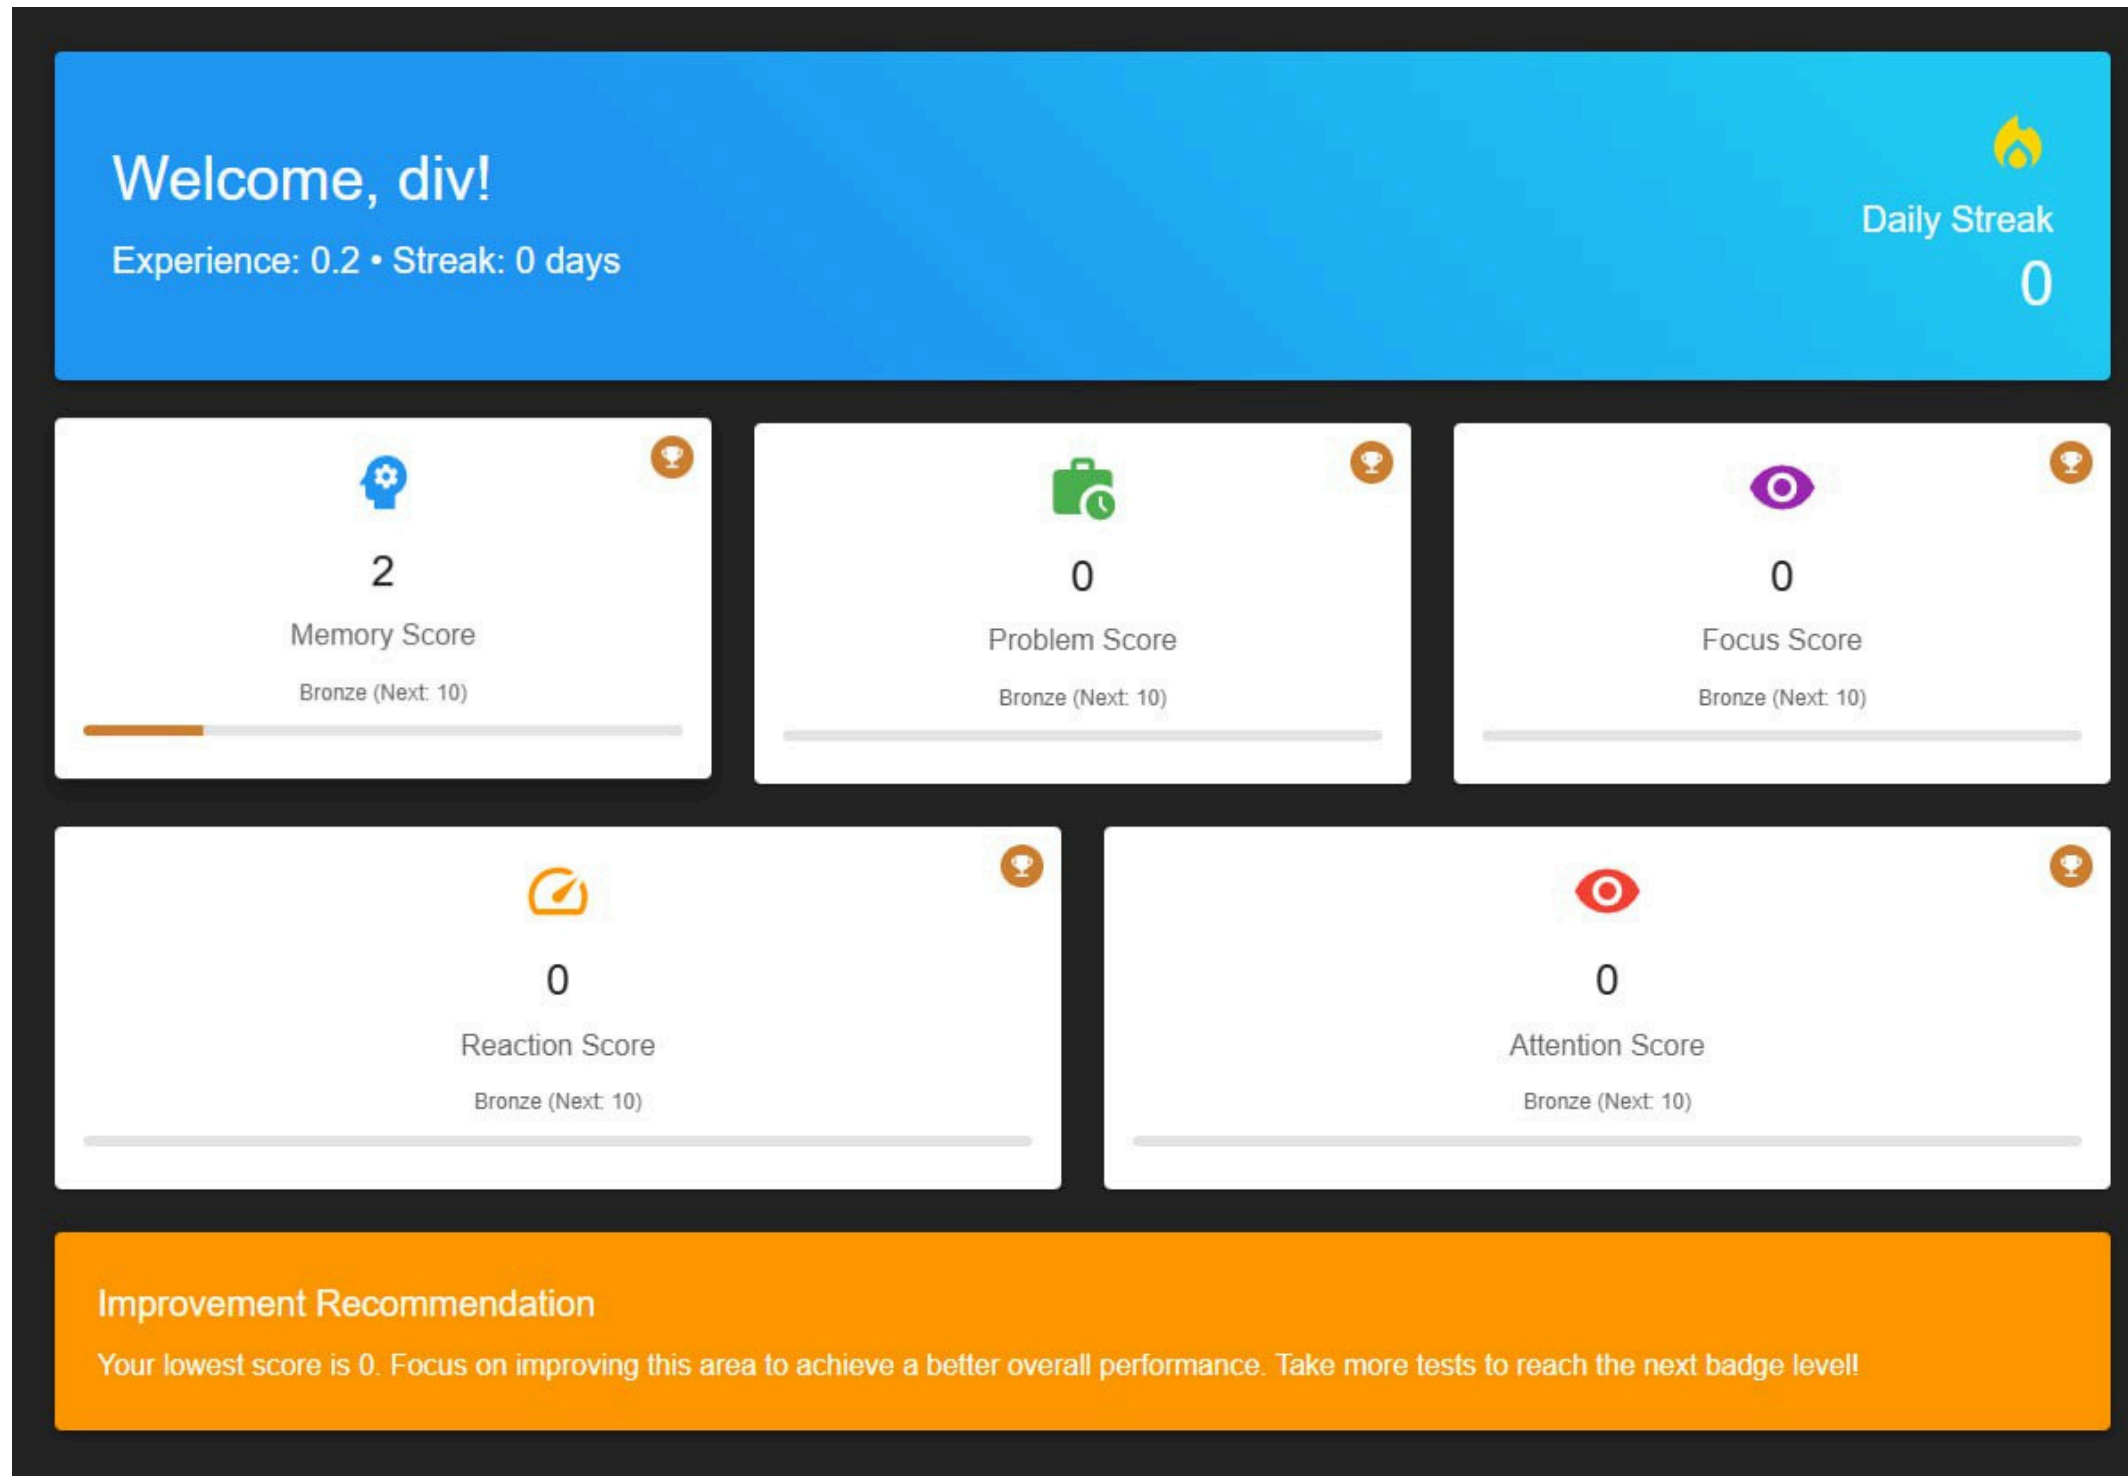 Welcome, div!
Experience: 0.2 • Streak: 0 days
Daily Streak
0
2
Memory Score
Bronze (Next: 10)
0
Problem Score
Bronze (Next: 10)
0
Focus Score
Bronze (Next: 10)
0
Reaction Score
Bronze (Next: 10)
0
Attention Score
Bronze (Next: 10)
Improvement Recommendation
Your lowest score is 0. Focus on improving this area to achieve a better overall performance. Take more tests to reach the next badge level!